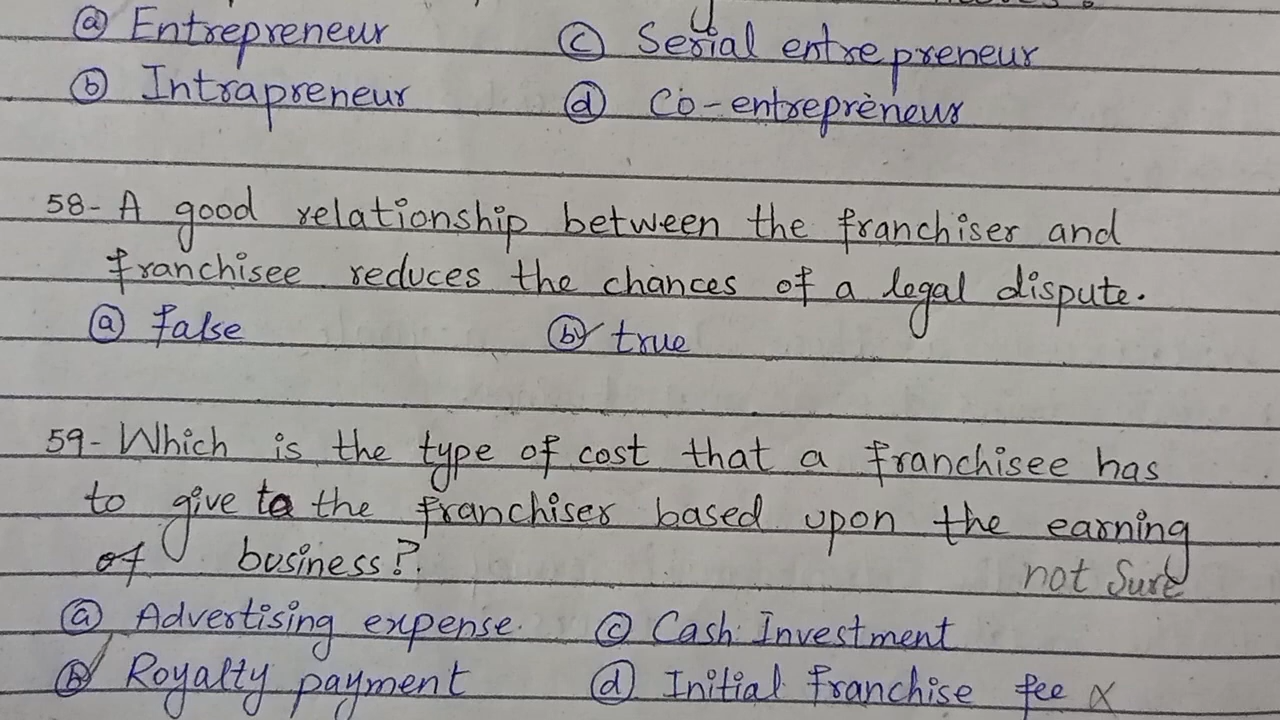 ⓐ Entrepreneur ⓒ Serial entrepreneur
ⓑ Intrapreneur ⓓ Co-entrepreneur
58- A good relationship between the franchiser and
franchisee reduces the chances of a legal dispute.
ⓐ false ⓑ true
59- Which is the type of cost that a franchisee has
to give to the franchiser based upon the earning
of business?
not Sure
ⓐ Advertising expense. ⓒ Cash Investment
ⓑ Royalty payment ⓓ Initial franchise fee x